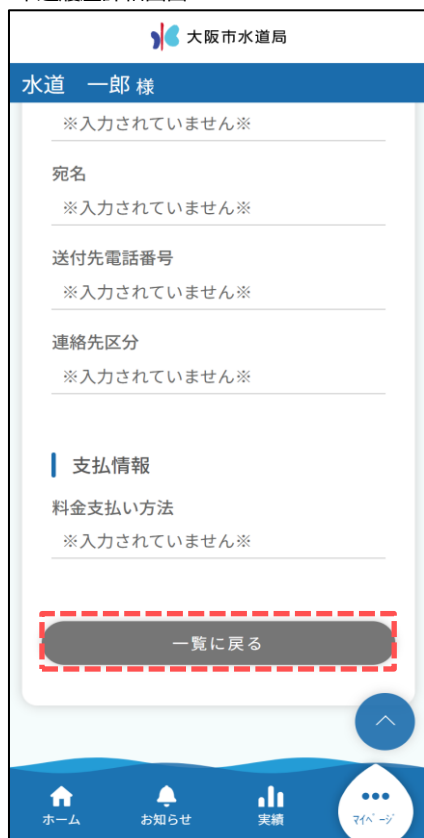 大阪市水道局
水道　一郎 様
※入力されていません※
宛名
※入力されていません※
送付先電話番号
※入力されていません※
連絡先区分
※入力されていません※
支払情報
料金支払い方法
※入力されていません※
一覧に戻る
ホーム
お知らせ
実績
ﾏｲﾍﾟｰｼﾞ